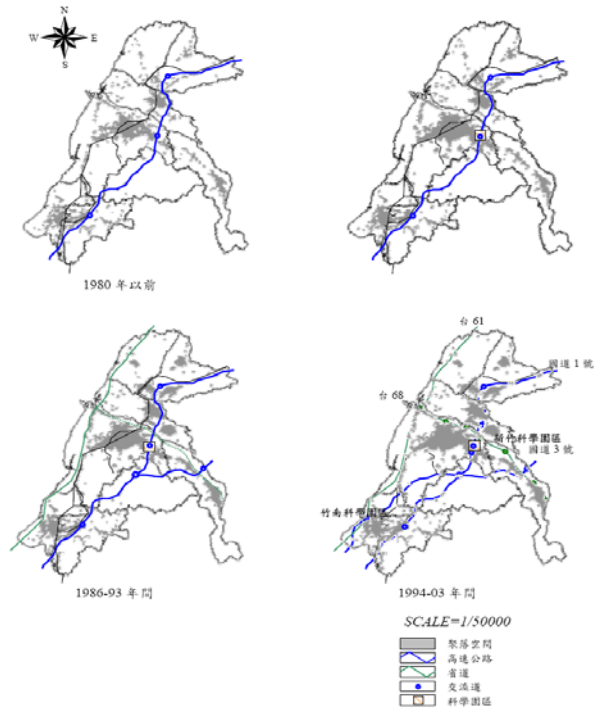 N
W E
S
1980 年以前
台 61
國道 1 號
台 68
新竹科學園區
國道 3 號
竹南科學園區
1986-93 年間
1994-03 年間
SCALE=1/50000
聚落空間
高速公路
省道
交流道
科學園區